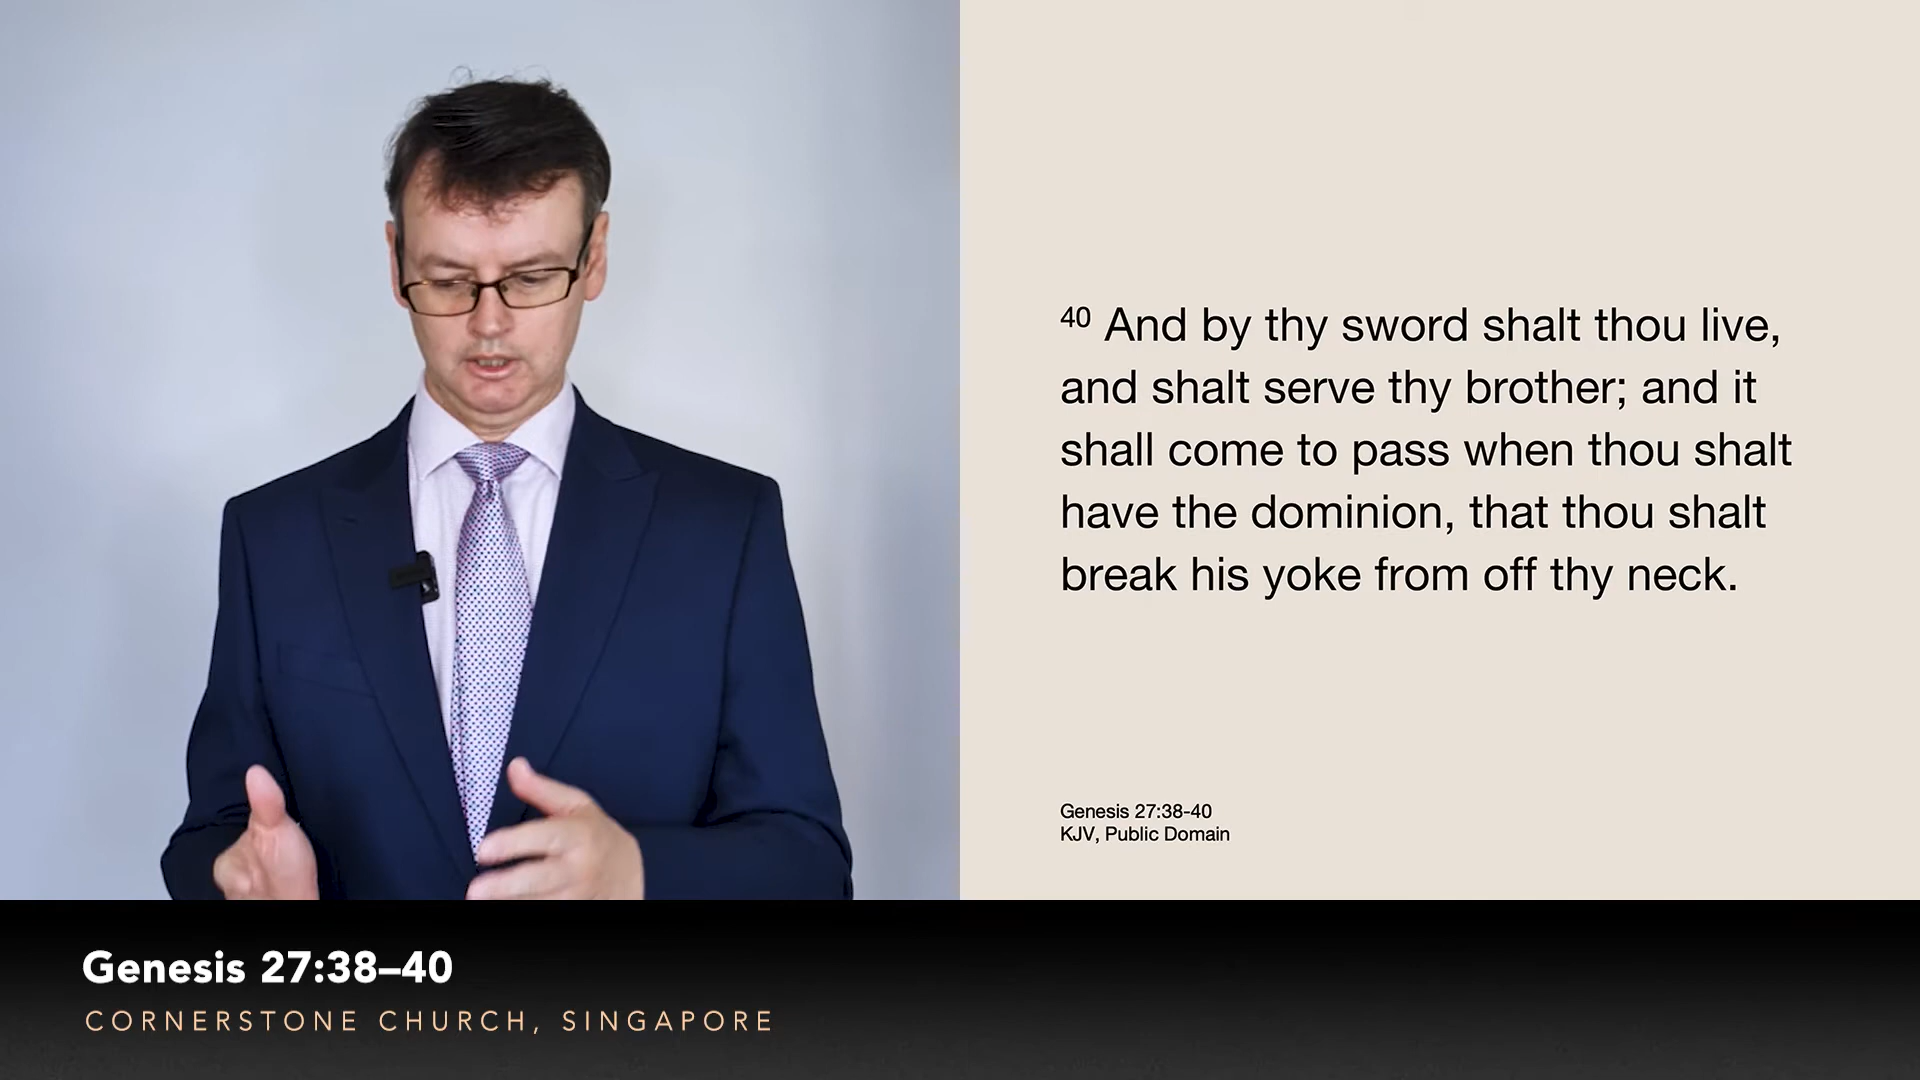 40 And by thy sword shalt thou live,
and shalt serve thy brother; and it
shall come to pass when thou shalt
have the dominion, that thou shalt
break his yoke from off thy neck.
Genesis 27:38-40
KJV, Public Domain
Genesis 27:38–40
CORNERSTONE CHURCH, SINGAPORE